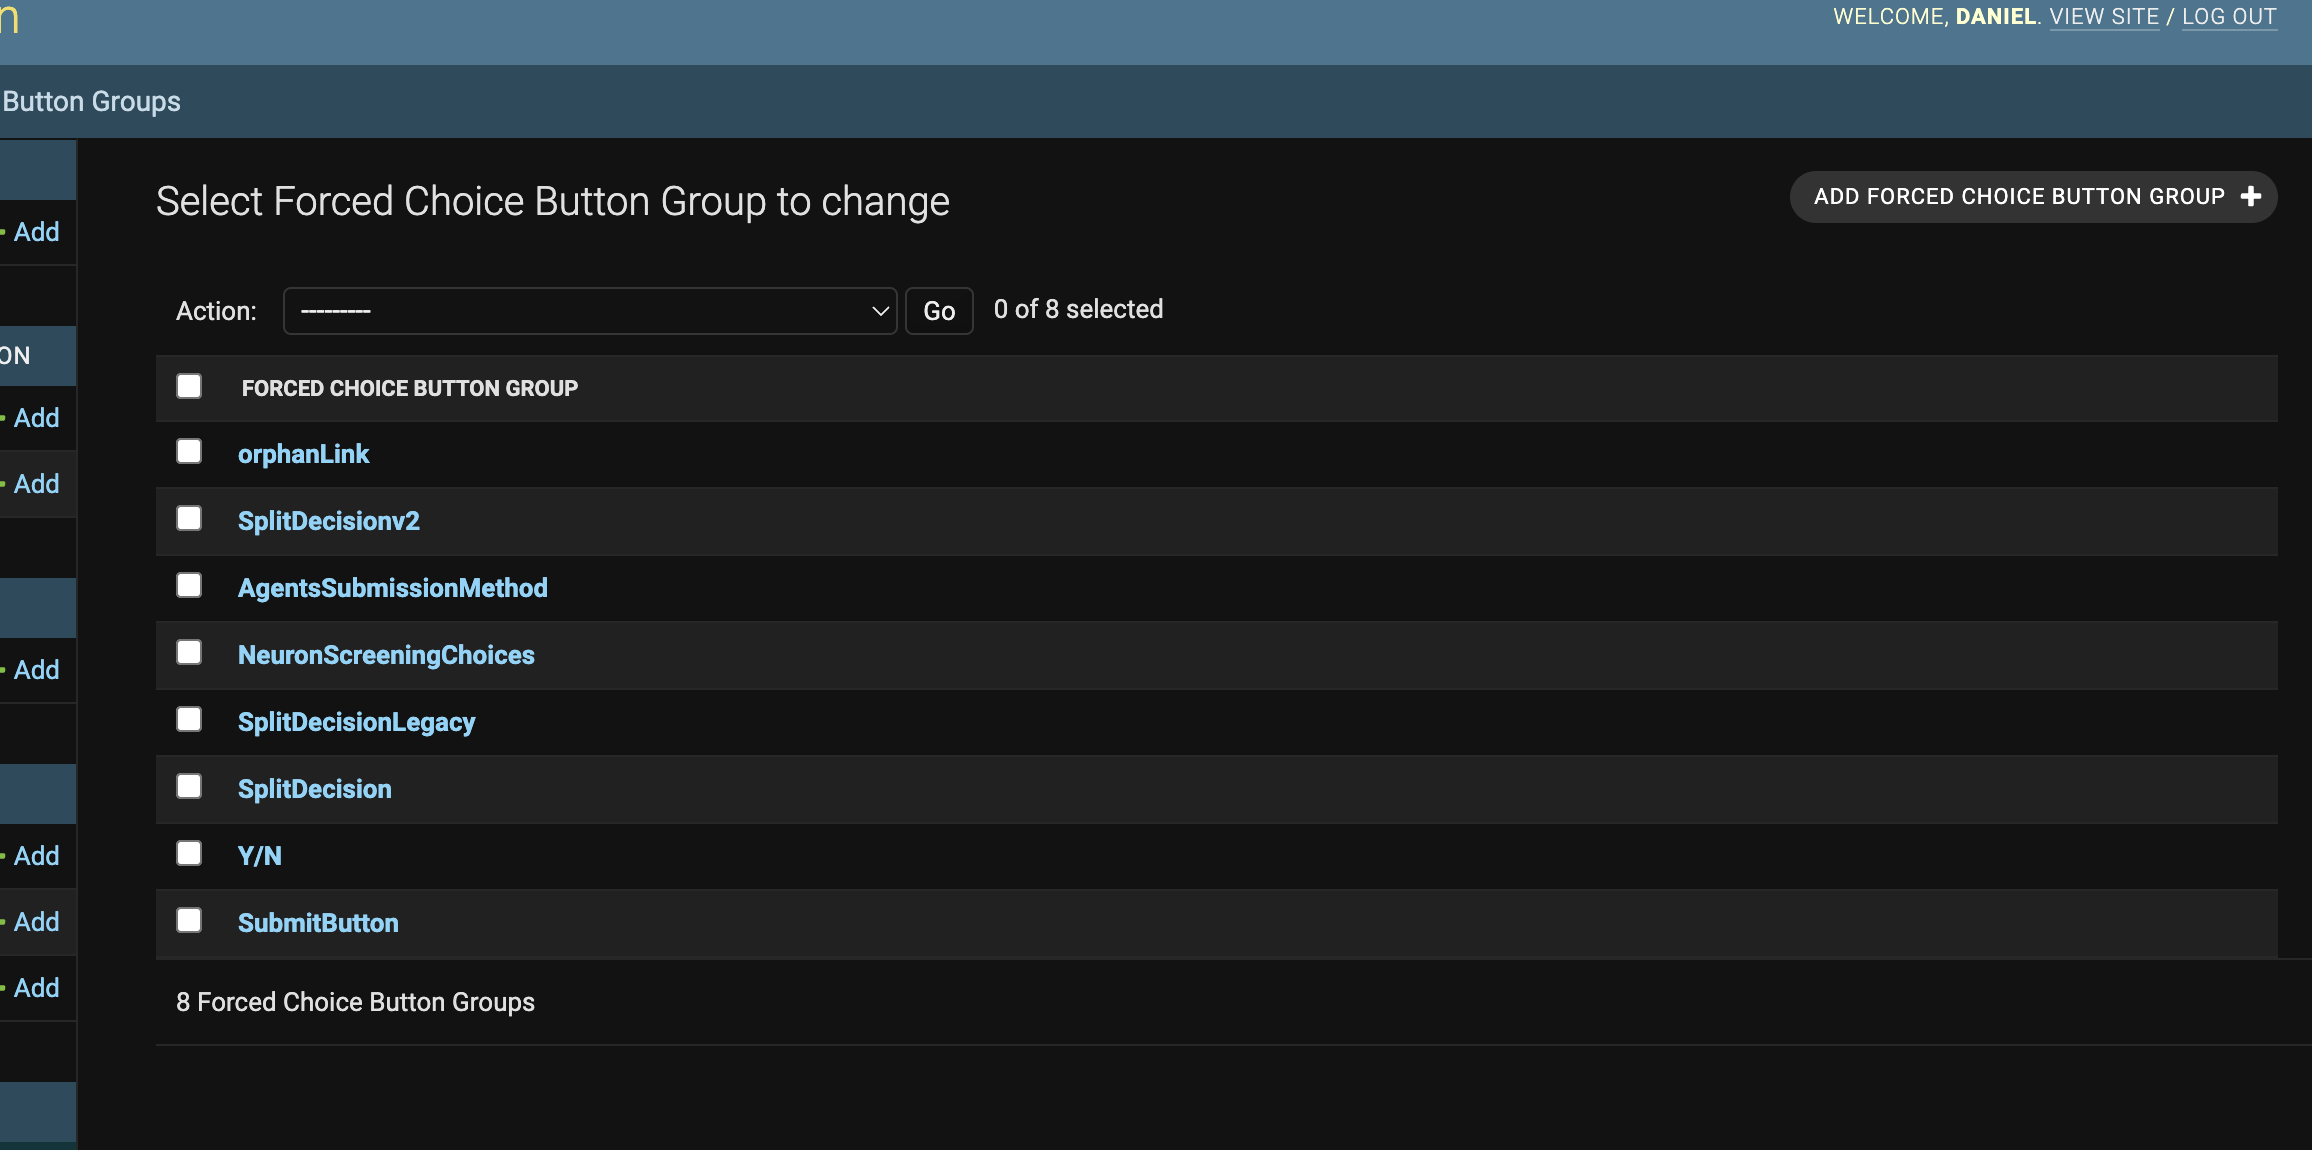 WELCOME, DANIEL. VIEW SITE / LOG OUT
Button Groups
Select Forced Choice Button Group to change
ADD FORCED CHOICE BUTTON GROUP
Add
Action: --------- Go 0 of 8 selected
ON
FORCED CHOICE BUTTON GROUP
Add
orphanLink
Add
SplitDecisionv2
AgentsSubmissionMethod
Add
NeuronScreeningChoices
SplitDecisionLegacy
SplitDecision
Add
Y/N
Add
SubmitButton
Add
8 Forced Choice Button Groups